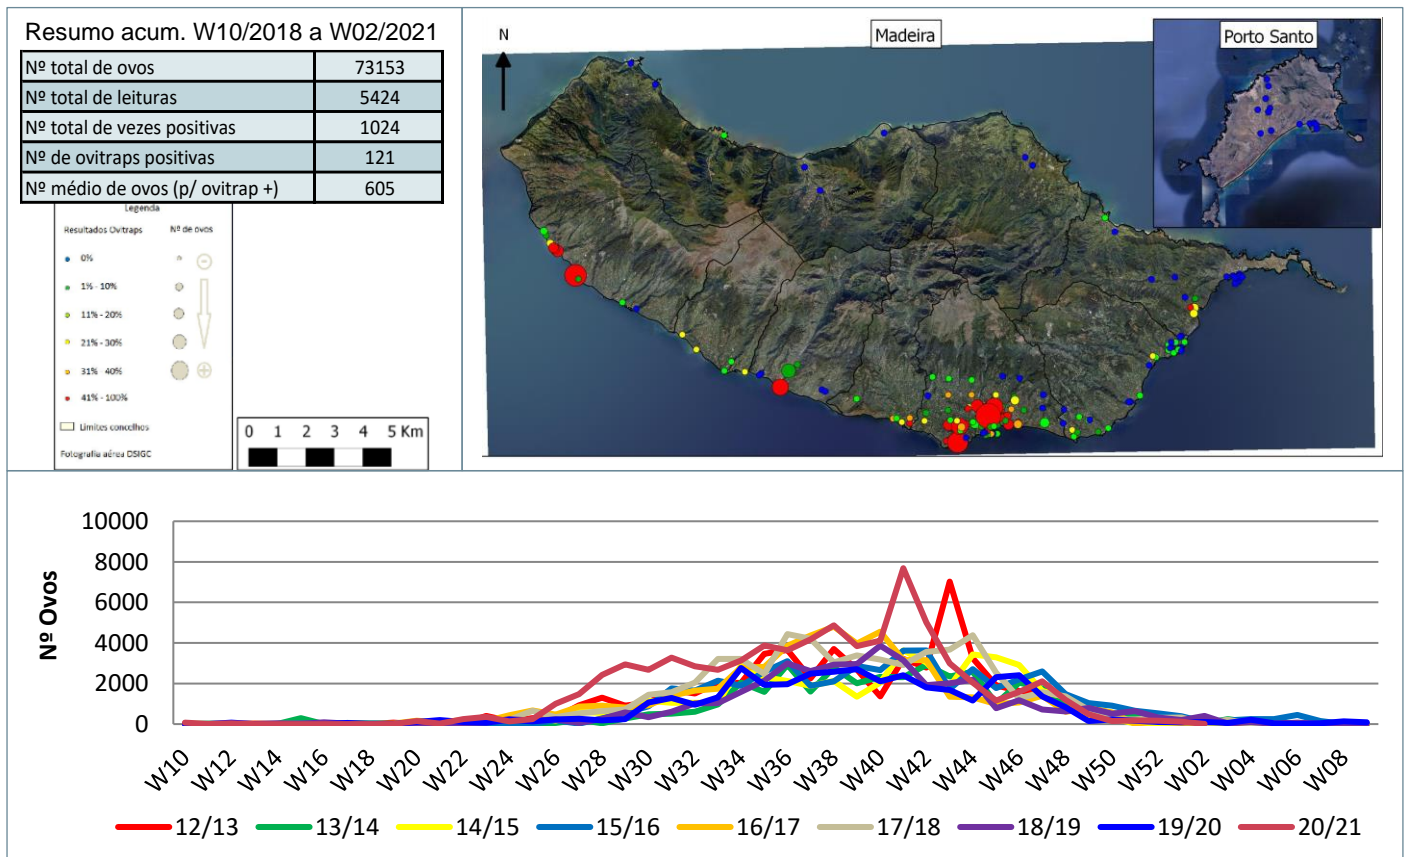 Resumo acum. W10/2018 a W02/2021
Nº total de ovos 73153
Nº total de leituras 5424
Nº total de vezes positivas 1024
Nº de ovitraps positivas 121
Nº médio de ovos (p/ ovitrap +) 605
Legenda
Resultados Ovitraps Nº de ovos
0%
1% - 10%
11% - 20%
21% - 30%
31% - 40%
41% - 100%
Limites concelhos
Fotografia aérea DSIGC
0 1 2 3 4 5 Km
N
Madeira
Porto Santo
10000
8000
6000
4000
2000
0
Nº Ovos
W10 W12 W14 W16 W18 W20 W22 W24 W26 W28 W30 W32 W34 W36 W38 W40 W42 W44 W46 W48 W50 W52 W02 W04 W06 W08
12/13 13/14 14/15 15/16 16/17 17/18 18/19 19/20 20/21